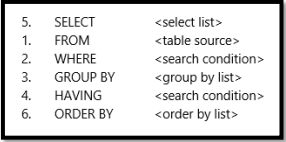 5. SELECT <select list>
1. FROM <table source>
2. WHERE <search condition>
3. GROUP BY <group by list>
4. HAVING <search condition>
6. ORDER BY <order by list>